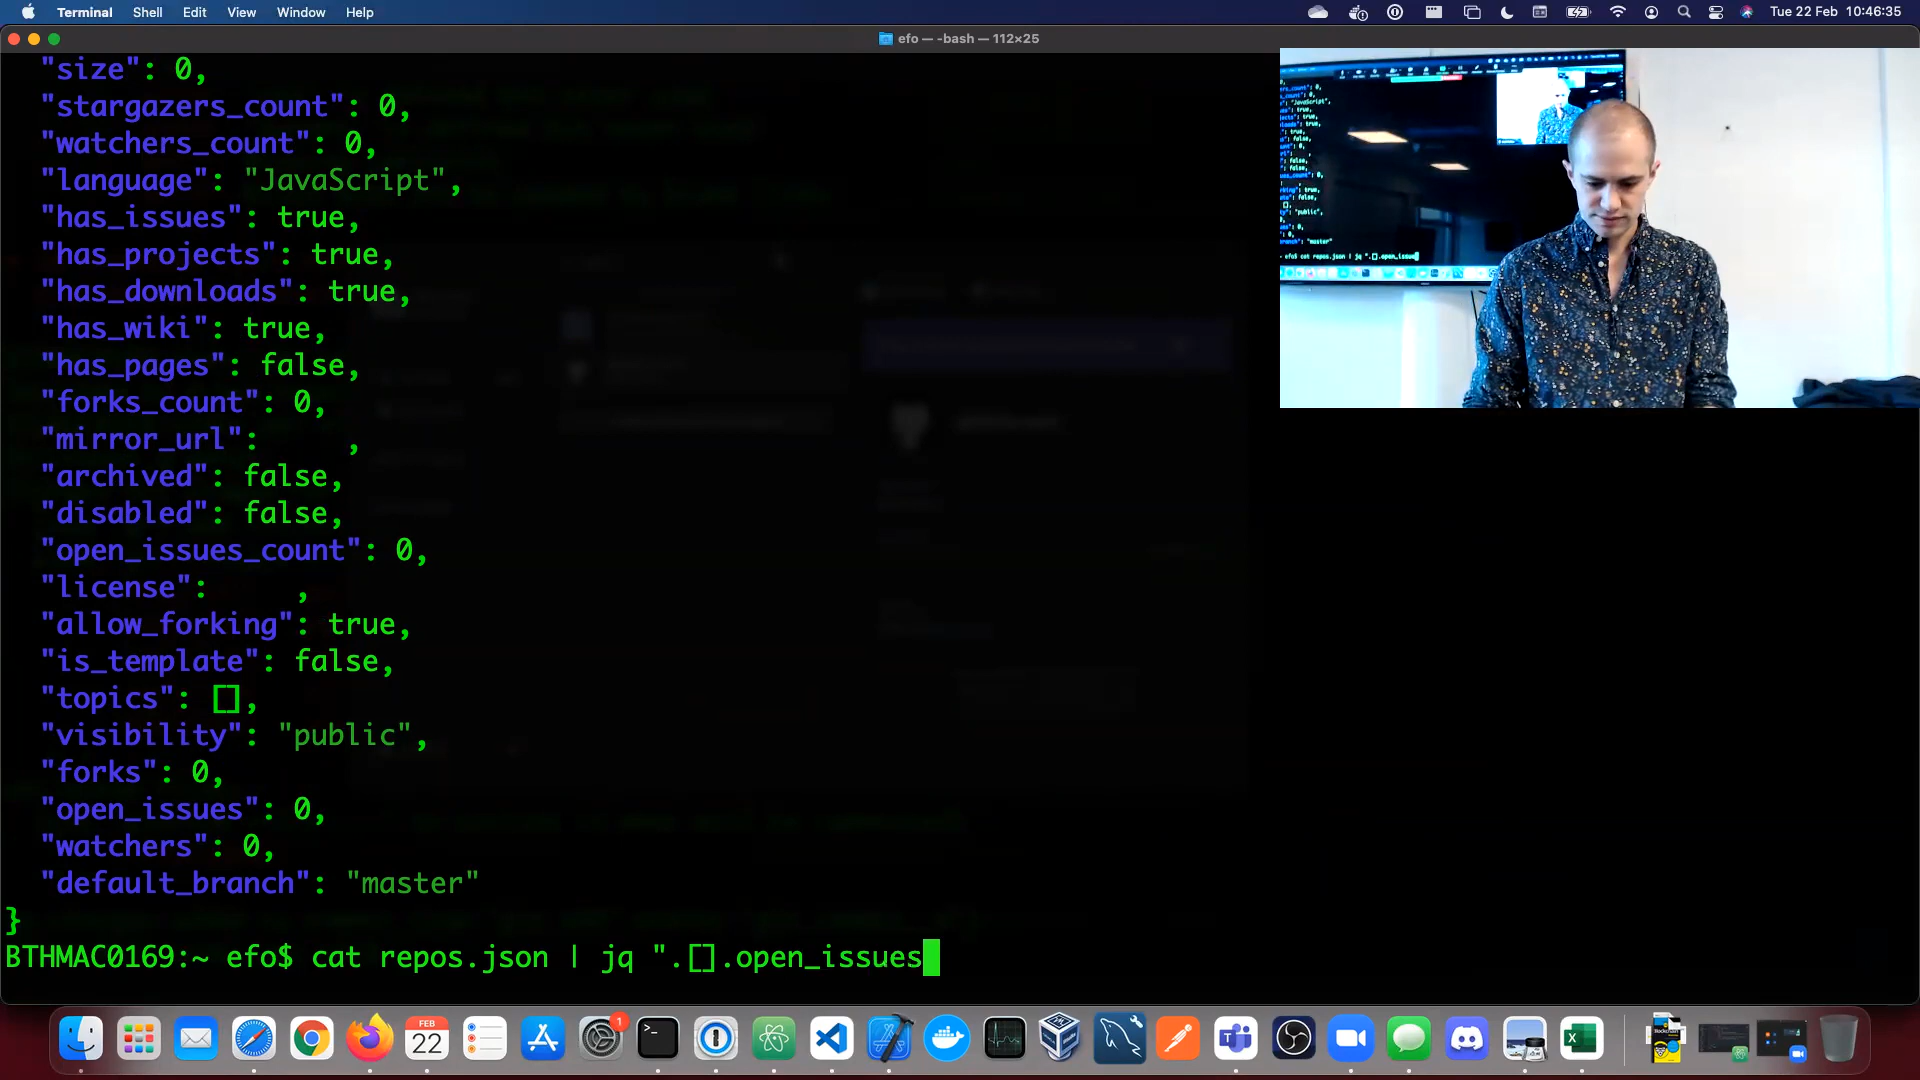 Terminal Shell Edit View Window Help Tue 22 Feb 10:46:35
efo — -bash — 112×25
"size": 0,
"stargazers_count": 0,
"watchers_count": 0,
"language": "JavaScript",
"has_issues": true,
"has_projects": true,
"has_downloads": true,
"has_wiki": true,
"has_pages": false,
"forks_count": 0,
"mirror_url": ,
"archived": false,
"disabled": false,
"open_issues_count": 0,
"license": ,
"allow_forking": true,
"is_template": false,
"topics": [],
"visibility": "public",
"forks": 0,
"open_issues": 0,
"watchers": 0,
"default_branch": "master"
}
BTHMAC0169:~ efo$ cat repos.json | jq ".[].open_issues
FEB
22
1